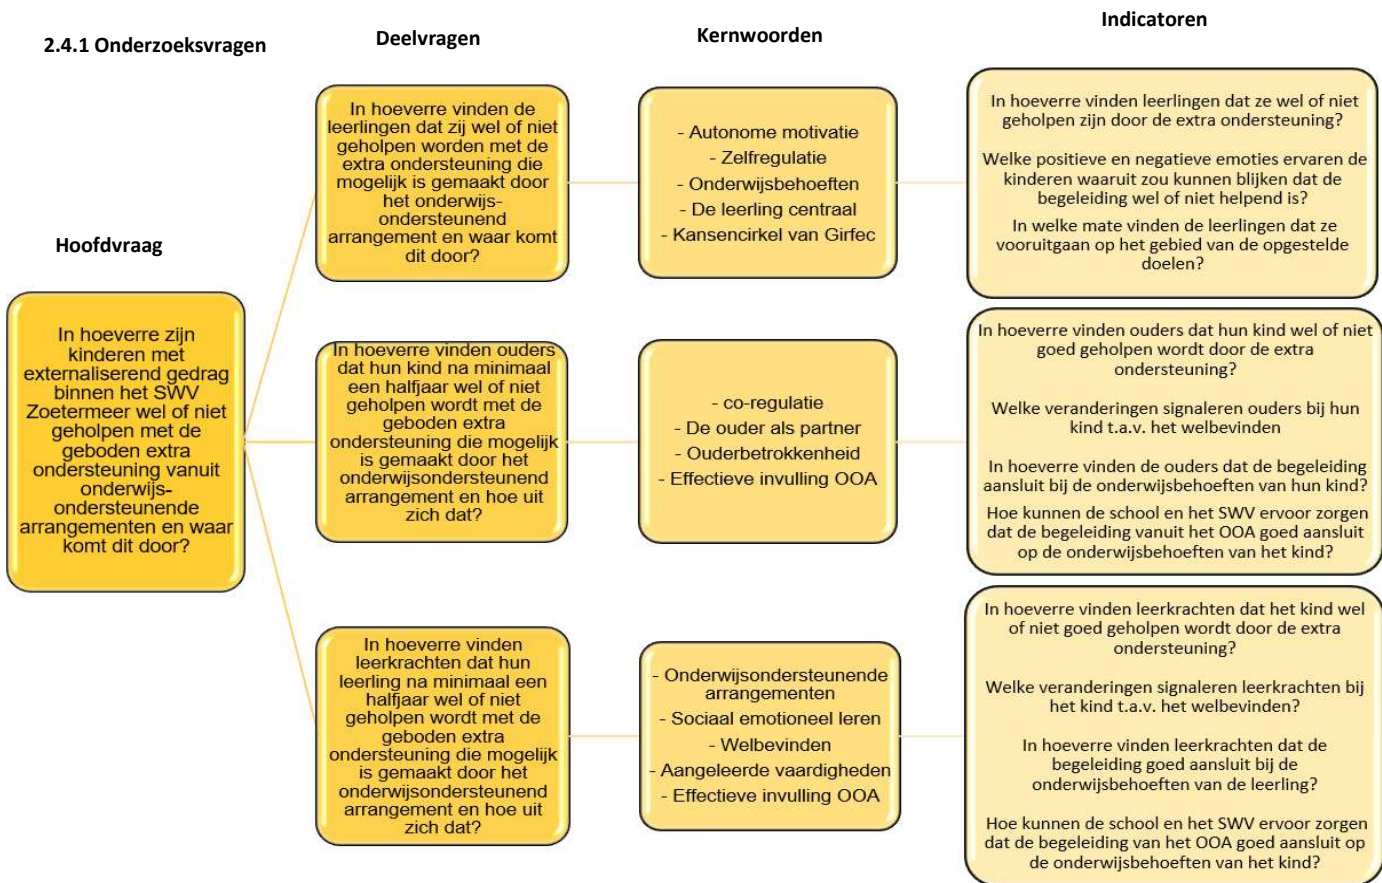 2.4.1 Onderzoeksvragen
Deelvragen
Kernwoorden
Indicatoren
Hoofdvraag
In hoeverre zijn
kinderen met
externaliserend gedrag
binnen het SWV
Zoetermeer wel of niet
geholpen met de
geboden extra
ondersteuning vanuit
onderwijs-
ondersteunende
arrangementen en waar
komt dit door?
In hoeverre vinden de
leerlingen dat zij wel of niet
geholpen worden met de
extra ondersteuning die
mogelijk is gemaakt door
het onderwijs-
ondersteunend
arrangement en waar komt
dit door?
- Autonome motivatie
- Zelfregulatie
- Onderwijsbehoeften
- De leerling centraal
- Kansencirkel van Girfec
In hoeverre vinden leerlingen dat ze wel of niet
geholpen zijn door de extra ondersteuning?
Welke positieve en negatieve emoties ervaren de
kinderen waaruit zou kunnen blijken dat de
begeleiding wel of niet helpend is?
In welke mate vinden de leerlingen dat ze
vooruitgaan op het gebied van de opgestelde
doelen?
In hoeverre vinden ouders
dat hun kind na minimaal
een halfjaar wel of niet
geholpen wordt met de
geboden extra
ondersteuning die mogelijk
is gemaakt door het
onderwijsondersteunend
arrangement en hoe uit
zich dat?
- co-regulatie
- De ouder als partner
- Ouderbetrokkenheid
- Effectieve invulling OOA
In hoeverre vinden ouders dat hun kind wel of niet
goed geholpen wordt door de extra
ondersteuning?
Welke veranderingen signaleren ouders bij hun
kind t.a.v. het welbevinden
In hoeverre vinden de ouders dat de begeleiding
aansluit bij de onderwijsbehoeften van hun kind?
Hoe kunnen de school en het SWV ervoor zorgen
dat de begeleiding vanuit het OOA goed aansluit
op de onderwijsbehoeften van het kind?
In hoeverre vinden
leerkrachten dat hun
leerling na minimaal een
halfjaar wel of niet
geholpen wordt met de
geboden extra
ondersteuning die mogelijk
is gemaakt door het
onderwijsondersteunend
arrangement en hoe uit
zich dat?
- Onderwijsondersteunende
arrangementen
- Sociaal emotioneel leren
- Welbevinden
- Aangeleerde vaardigheden
- Effectieve invulling OOA
In hoeverre vinden leerkrachten dat het kind wel
of niet goed geholpen wordt door de extra
ondersteuning?
Welke veranderingen signaleren leerkrachten bij
het kind t.a.v. het welbevinden?
In hoeverre vinden leerkrachten dat de
begeleiding goed aansluit bij de
onderwijsbehoeften van de leerling?
Hoe kunnen de school en het SWV ervoor zorgen
dat de begeleiding van het OOA goed aansluit op
de onderwijsbehoeften van het kind?